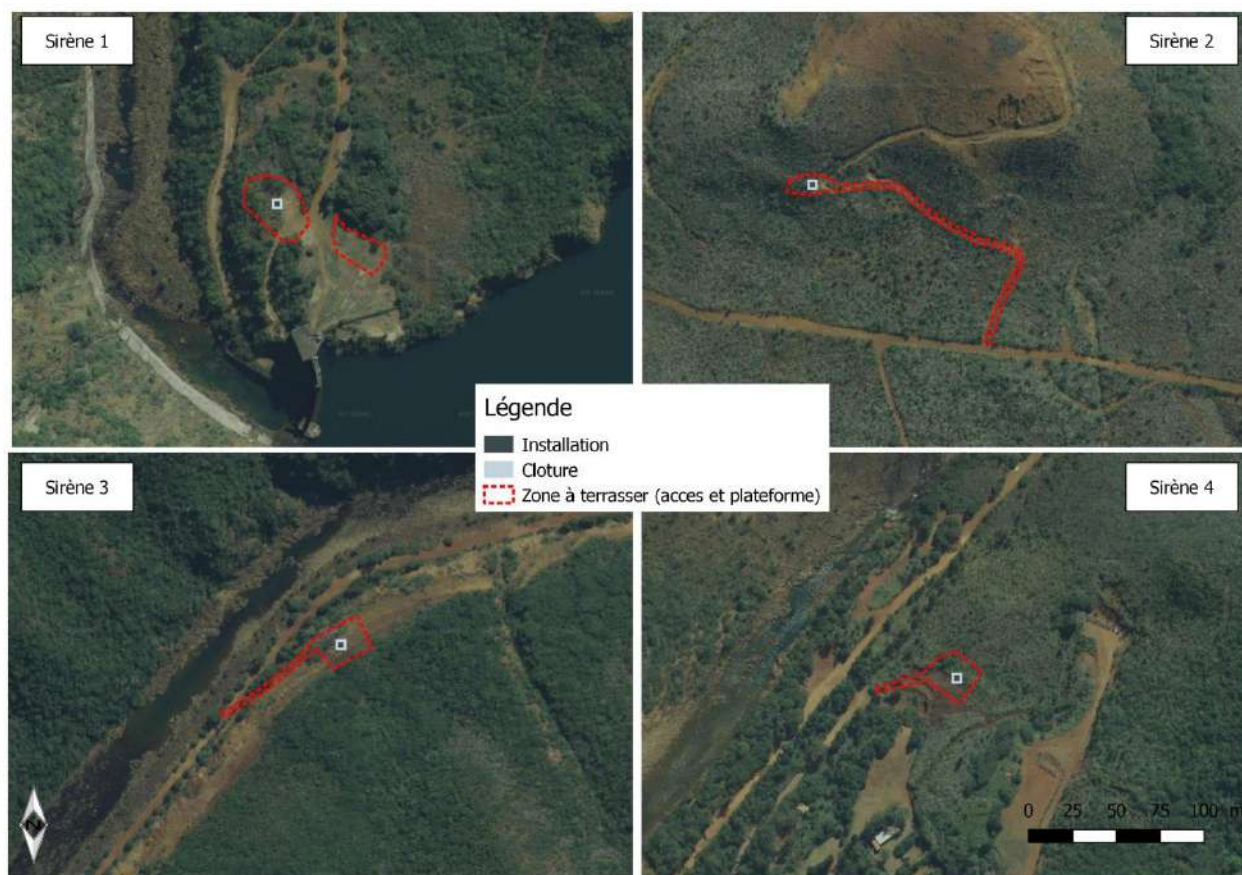 Sirène 1
Sirène 2
Légende
Installation
Cloture
Zone à terrasser (acces et plateforme)
Sirène 3
Sirène 4
N
0 25 50 75 100 m